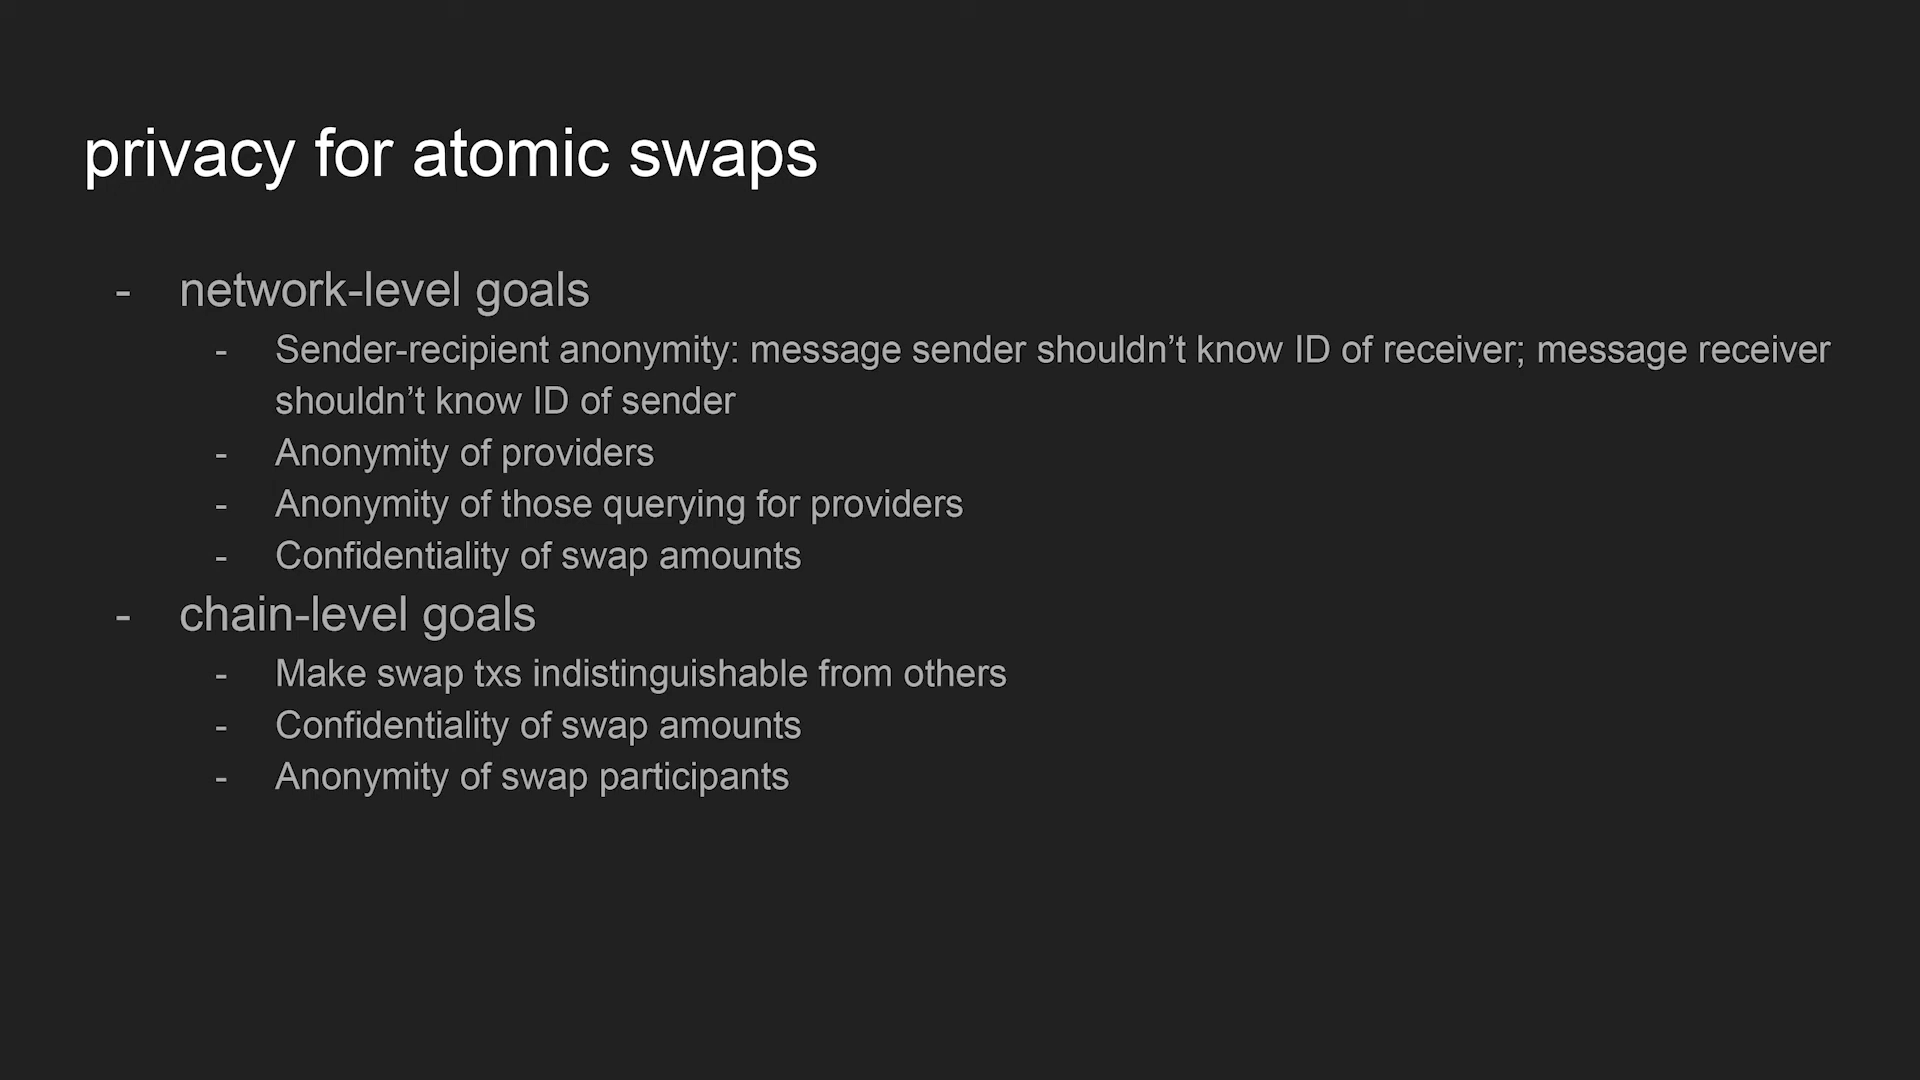 privacy for atomic swaps
- network-level goals
- Sender-recipient anonymity: message sender shouldn’t know ID of receiver; message receiver
shouldn’t know ID of sender
- Anonymity of providers
- Anonymity of those querying for providers
- Confidentiality of swap amounts
- chain-level goals
- Make swap txs indistinguishable from others
- Confidentiality of swap amounts
- Anonymity of swap participants